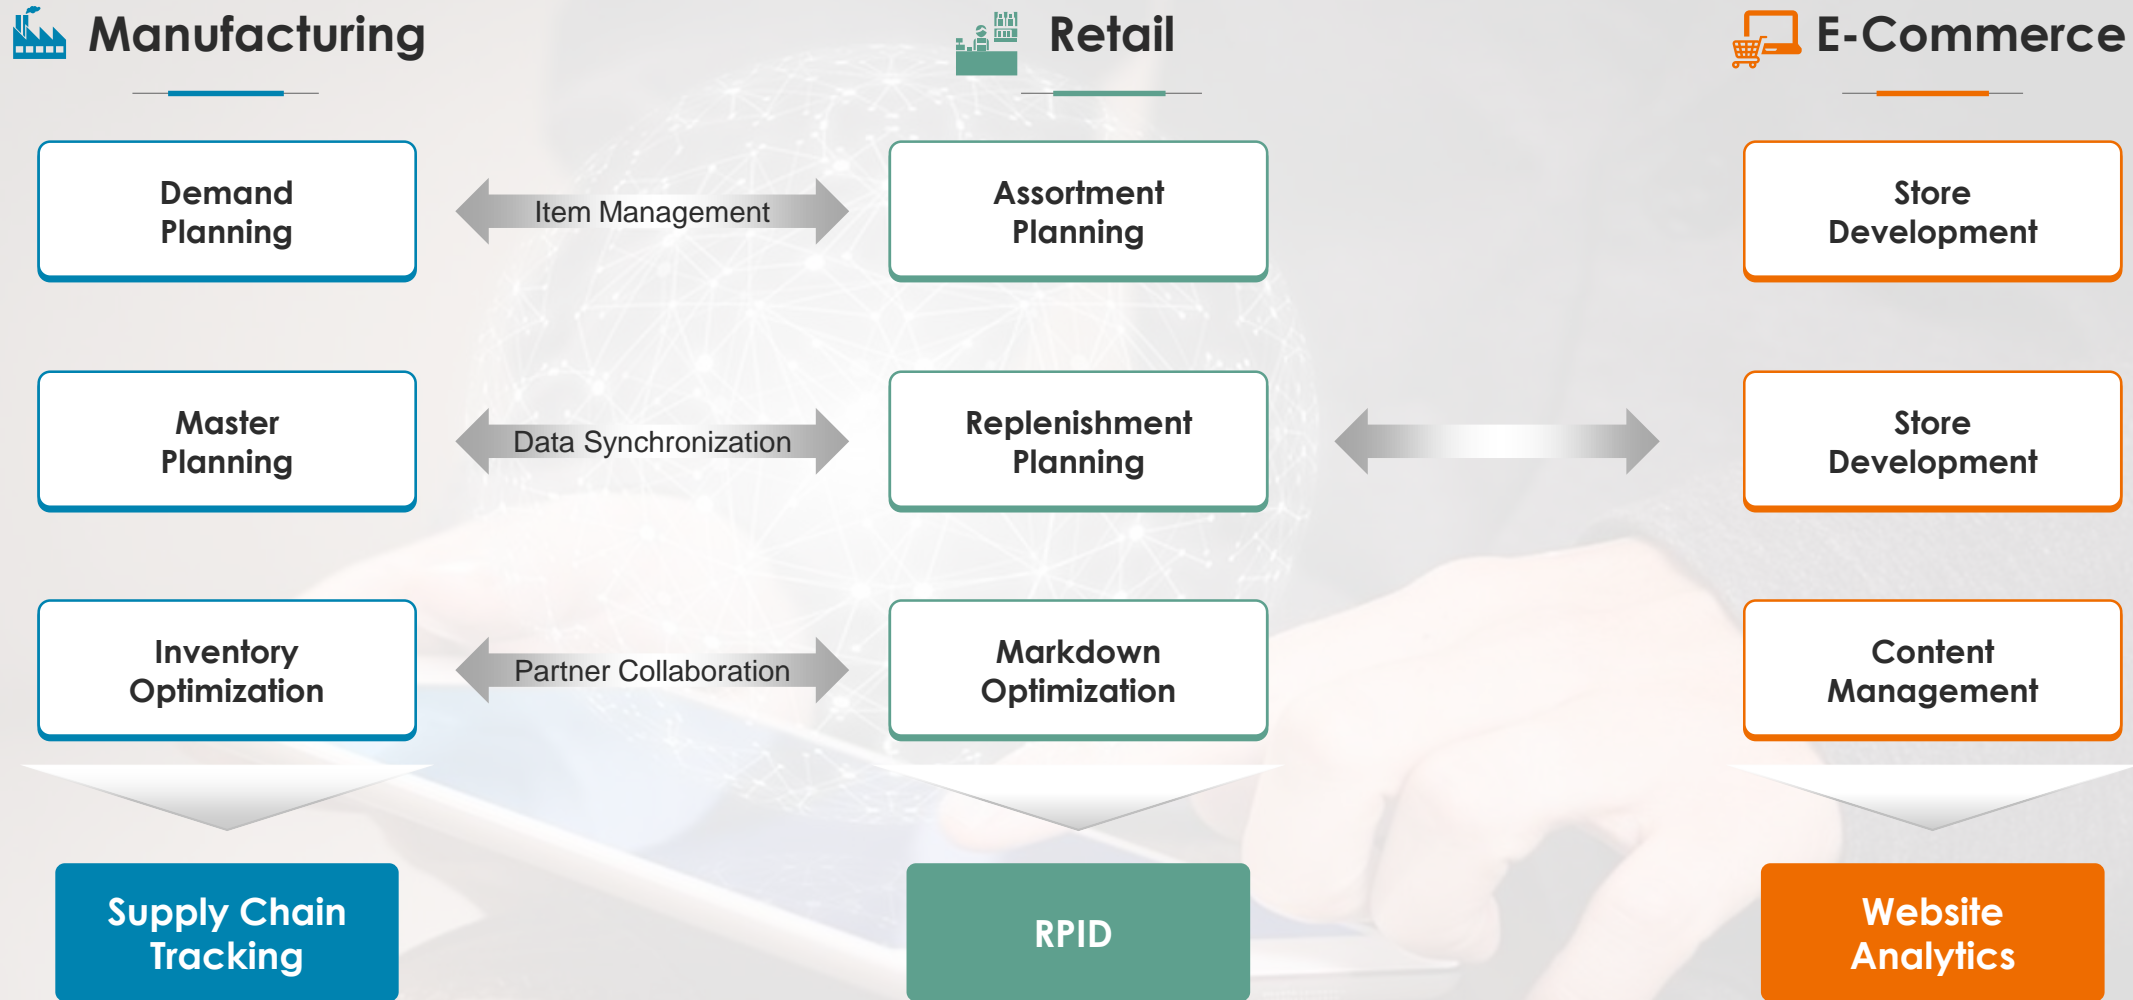 Manufacturing
Retail
E-Commerce
Demand
Planning
Item Management
Assortment
Planning
Store
Development
Master
Planning
Data Synchronization
Replenishment
Planning
Store
Development
Inventory
Optimization
Partner Collaboration
Markdown
Optimization
Content
Management
Supply Chain
Tracking
RPID
Website
Analytics